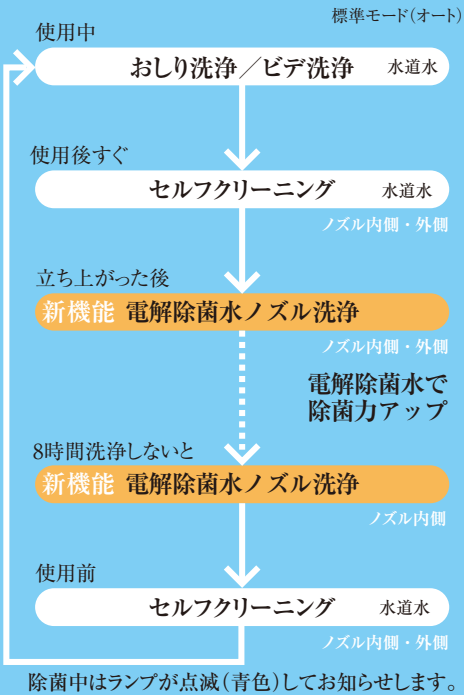 標準モード（オート）
使用中
おしり洗浄／ビデ洗浄 水道水
使用後すぐ
セルフクリーニング 水道水
ノズル内側・外側
立ち上がった後
新機能 電解除菌水ノズル洗浄
ノズル内側・外側
電解除菌水で
除菌力アップ
8時間洗浄しないと
新機能 電解除菌水ノズル洗浄
ノズル内側
使用前
セルフクリーニング 水道水
ノズル内側・外側
除菌中はランプが点滅（青色）してお知らせします。